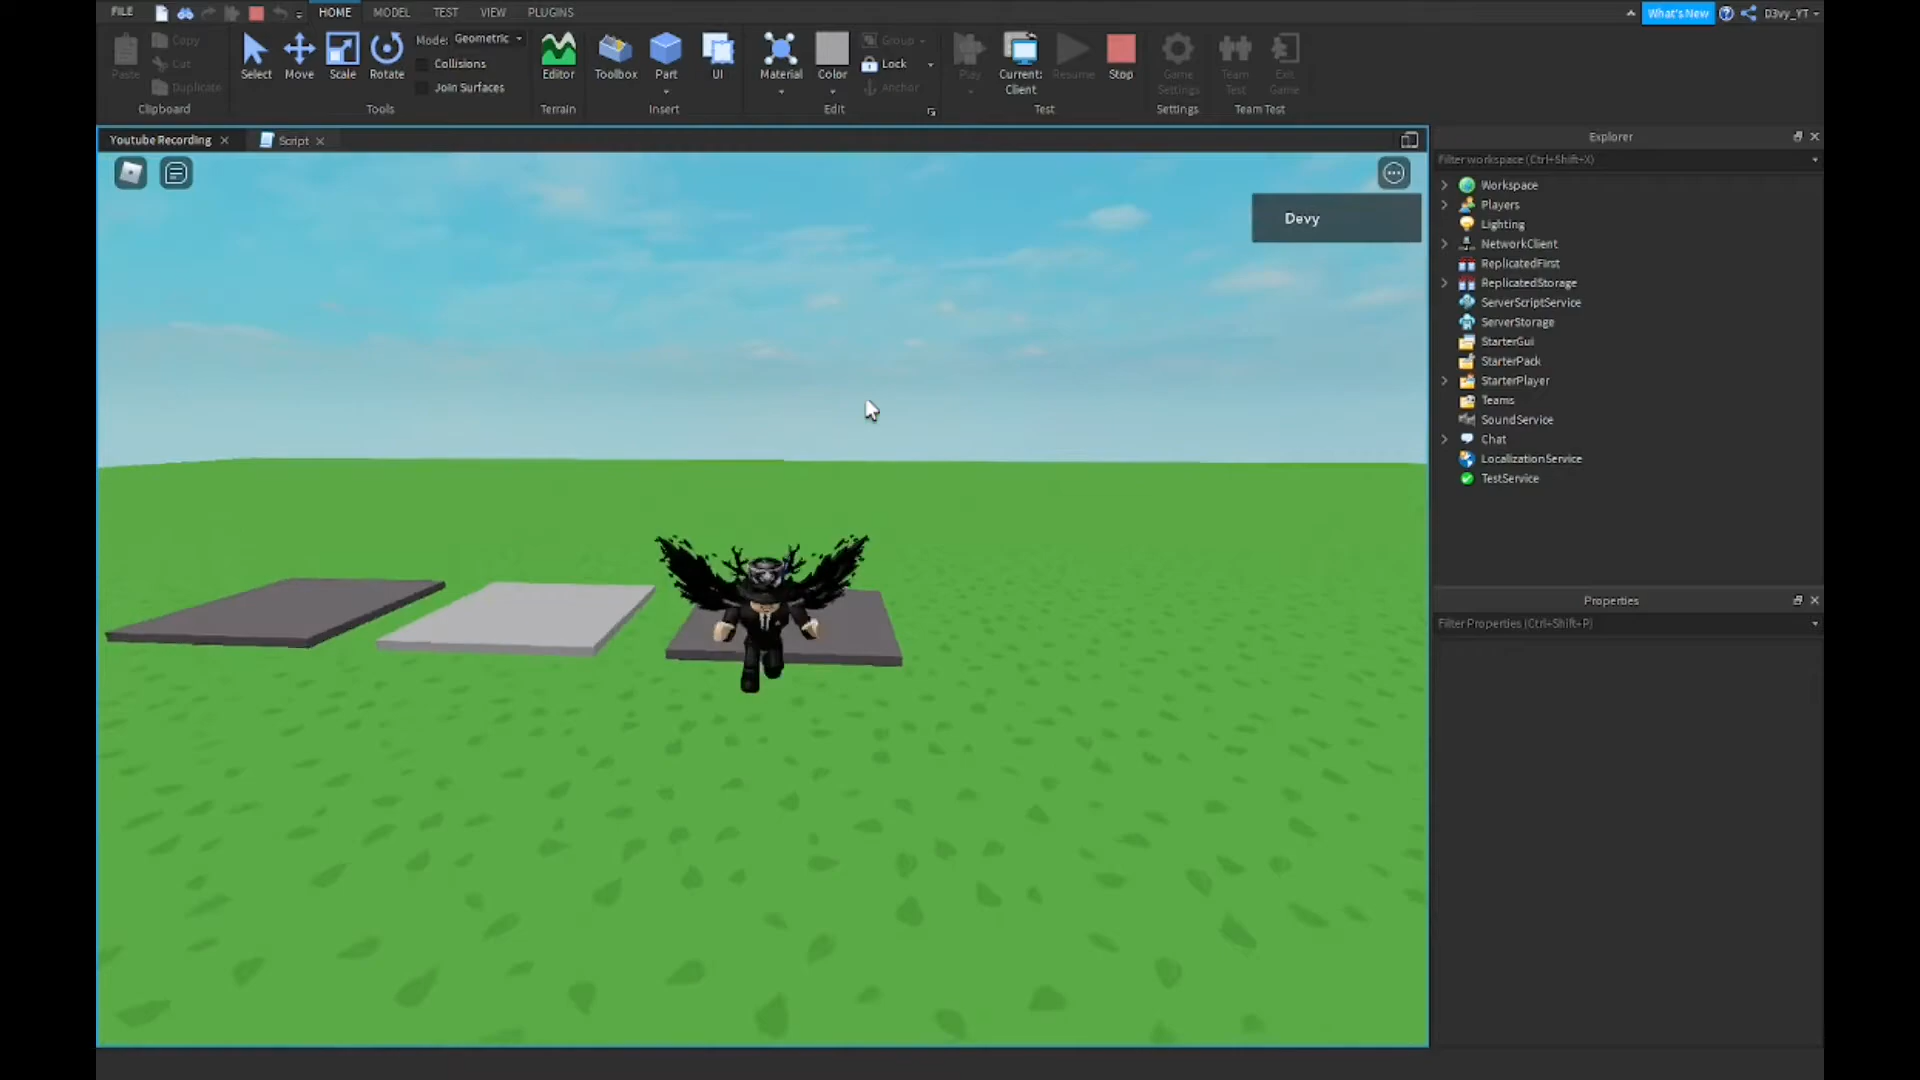 FILE HOME MODEL TEST VIEW PLUGINS What's New D3vy_YT
Paste Copy Cut Duplicate Clipboard
Select Move Scale Rotate Mode: Geometric Collisions Join Surfaces Tools
Editor Terrain
Toolbox Part UI Insert
Material Color Group Lock Anchor Edit
Play Current: Client Resume Stop Test
Game Settings Settings
Team Test Exit Game Team Test
Youtube Recording Script
Devy
Explorer
Filter workspace (Ctrl+Shift+X)
Workspace
Players
Lighting
NetworkClient
ReplicatedFirst
ReplicatedStorage
ServerScriptService
ServerStorage
StarterGui
StarterPack
StarterPlayer
Teams
SoundService
Chat
LocalizationService
TestService
Properties
Filter Properties (Ctrl+Shift+P)